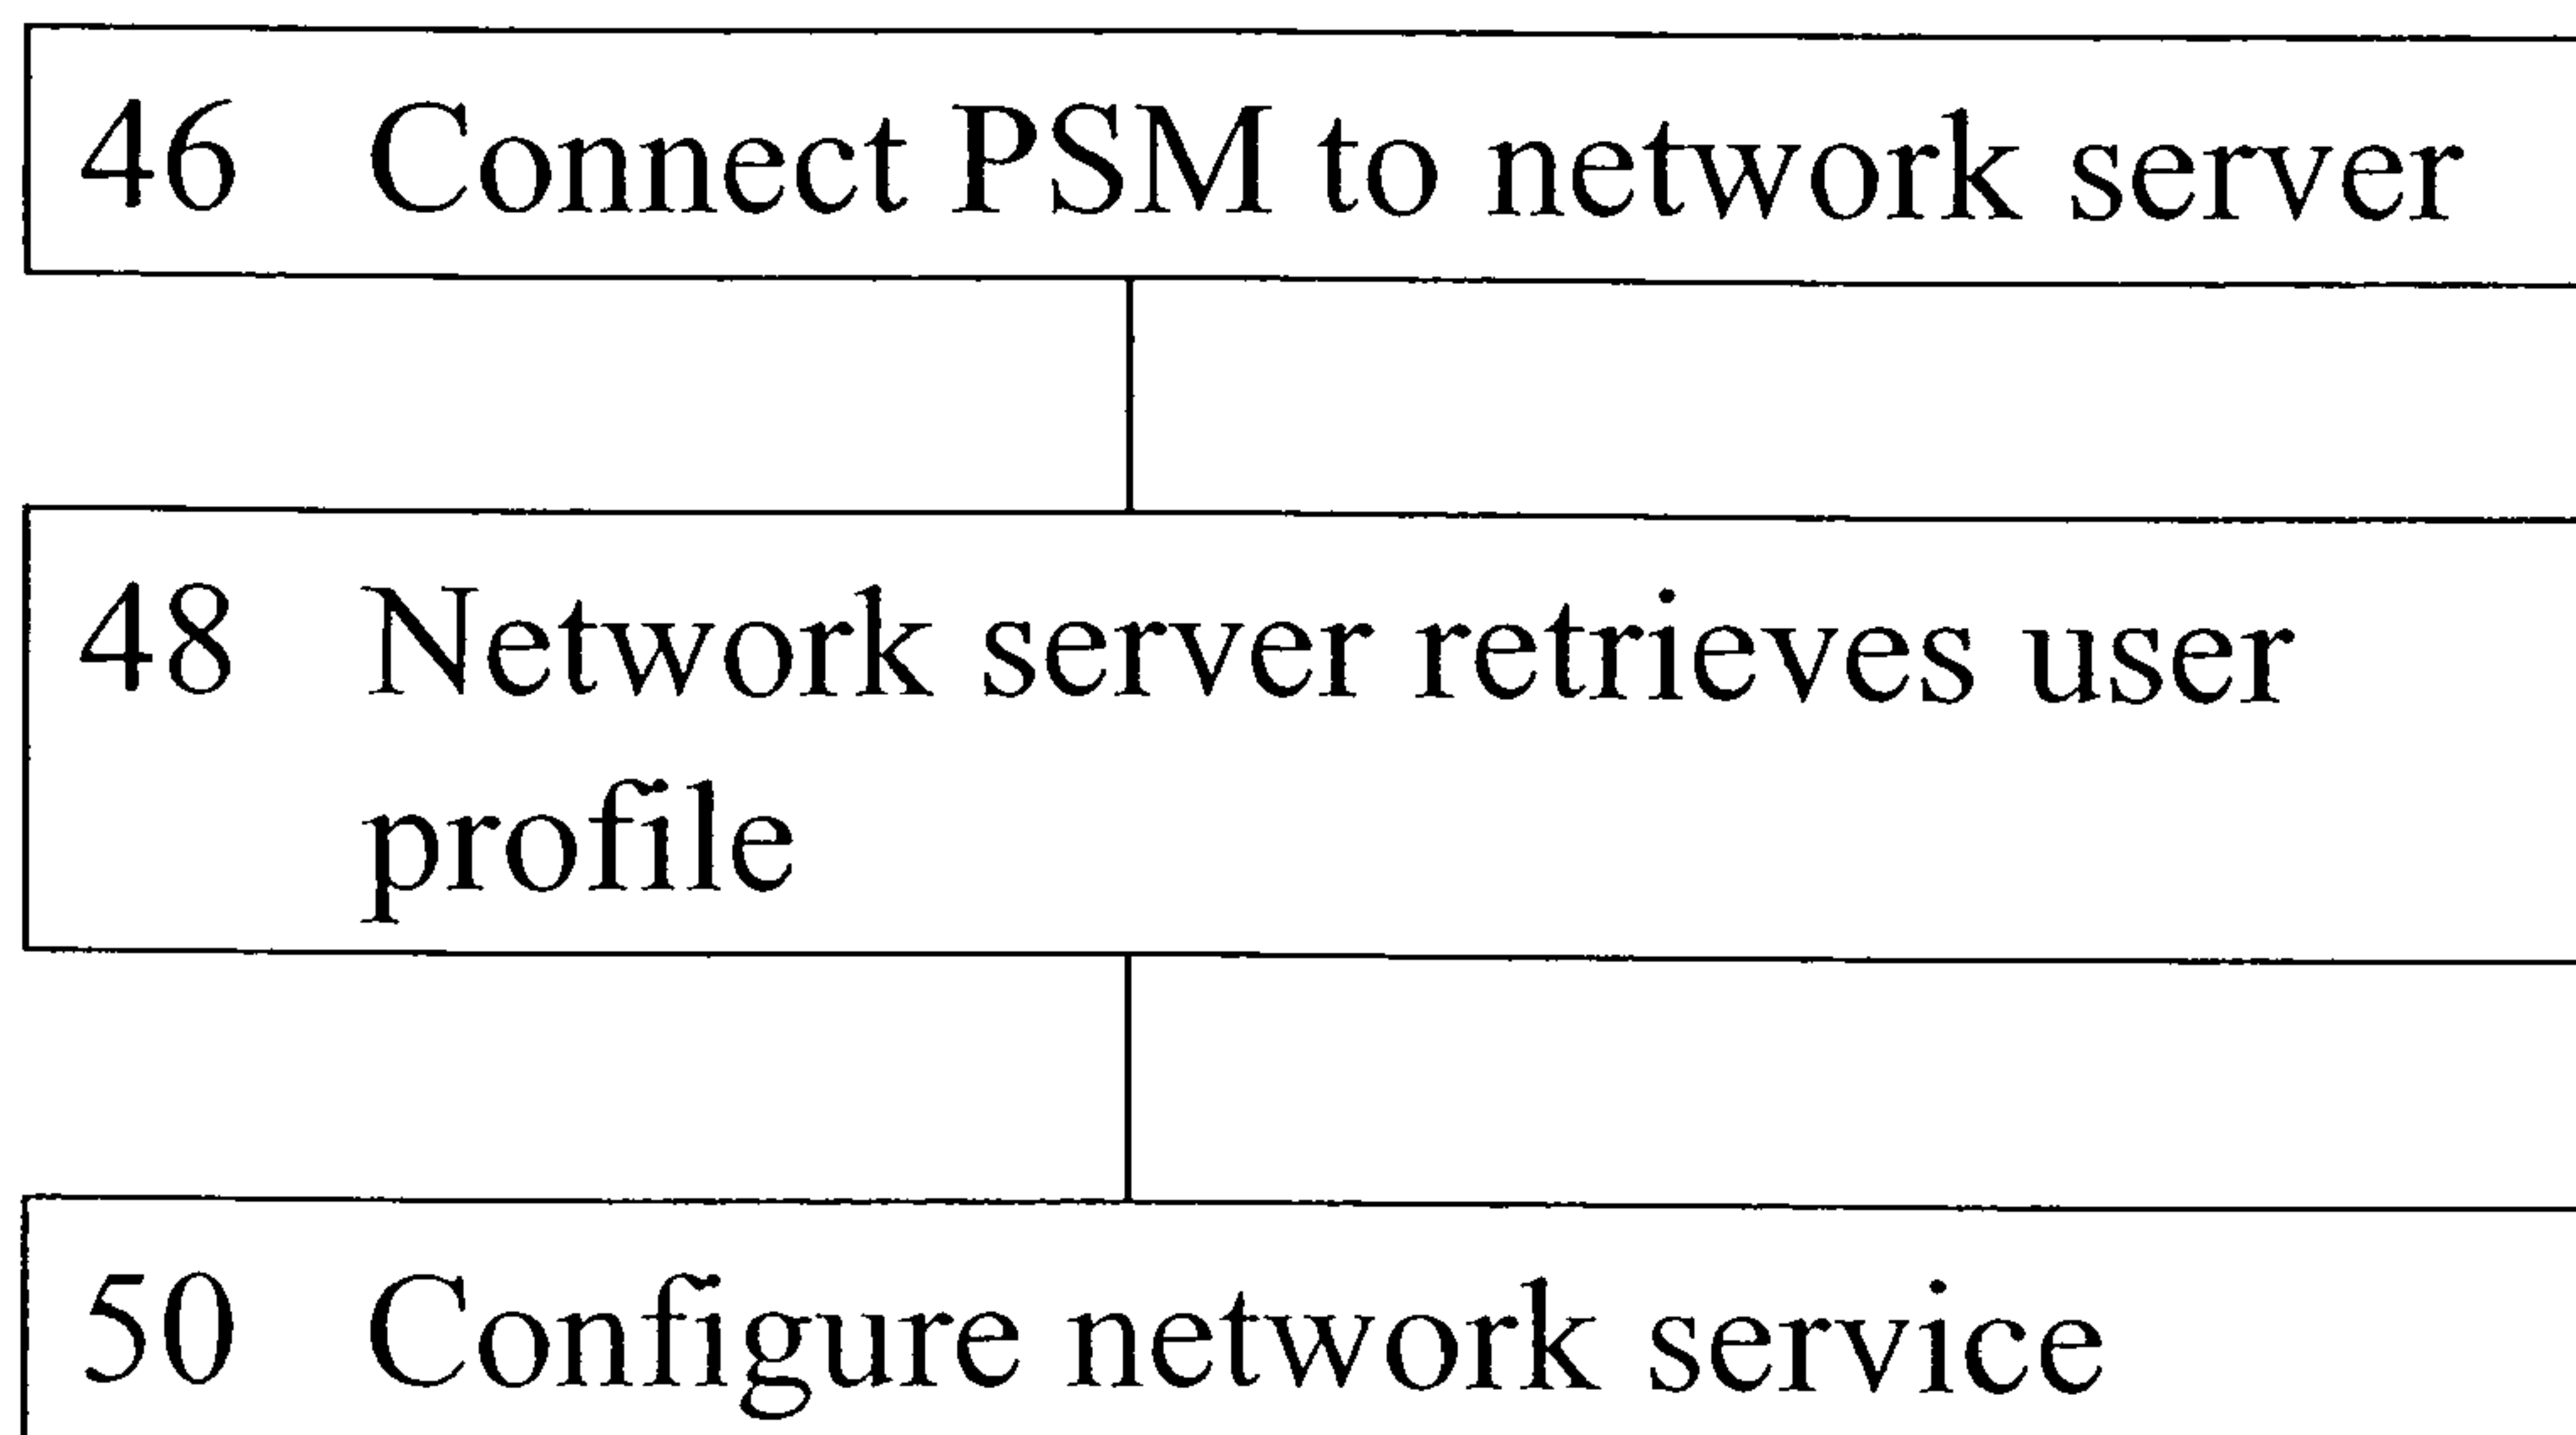 46 Connect PSM to network server
48 Network server retrieves user
profile
50 Configure network service